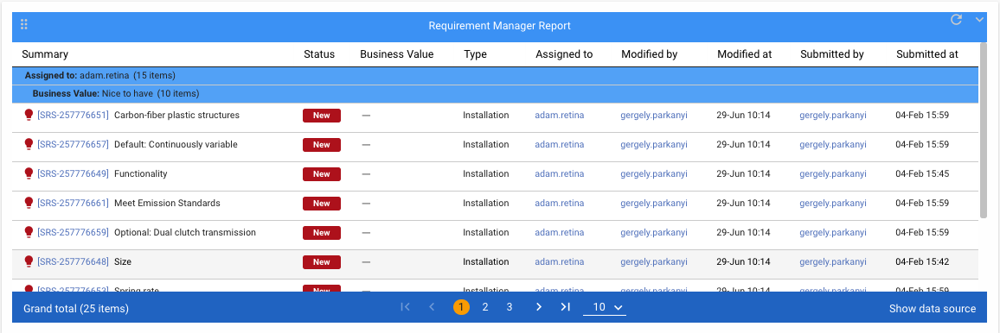 Requirement Manager Report
Summary Status Business Value Type Assigned to Modified by Modified at Submitted by Submitted at
Assigned to: adam.retina (15 items)
Business Value: Nice to have (10 items)
[SRS-257776651] Carbon-fiber plastic structures New — Installation adam.retina gergely.parkanyi 29-Jun 10:14 gergely.parkanyi 04-Feb 15:59
[SRS-257776657] Default: Continuously variable New — Installation adam.retina gergely.parkanyi 29-Jun 10:14 gergely.parkanyi 04-Feb 15:59
[SRS-257776649] Functionality New — Installation adam.retina gergely.parkanyi 29-Jun 10:14 gergely.parkanyi 04-Feb 15:45
[SRS-257776661] Meet Emission Standards New — Installation adam.retina gergely.parkanyi 29-Jun 10:14 gergely.parkanyi 04-Feb 15:59
[SRS-257776659] Optional: Dual clutch transmission New — Installation adam.retina gergely.parkanyi 29-Jun 10:14 gergely.parkanyi 04-Feb 15:59
[SRS-257776648] Size New — Installation adam.retina gergely.parkanyi 29-Jun 10:14 gergely.parkanyi 04-Feb 15:42
[SRS-257776652] Spring rate New — Installation adam.retina gergely.parkanyi 29-Jun 10:14 gergely.parkanyi 04-Feb 15:59
Grand total (25 items) 1 2 3 10 Show data source